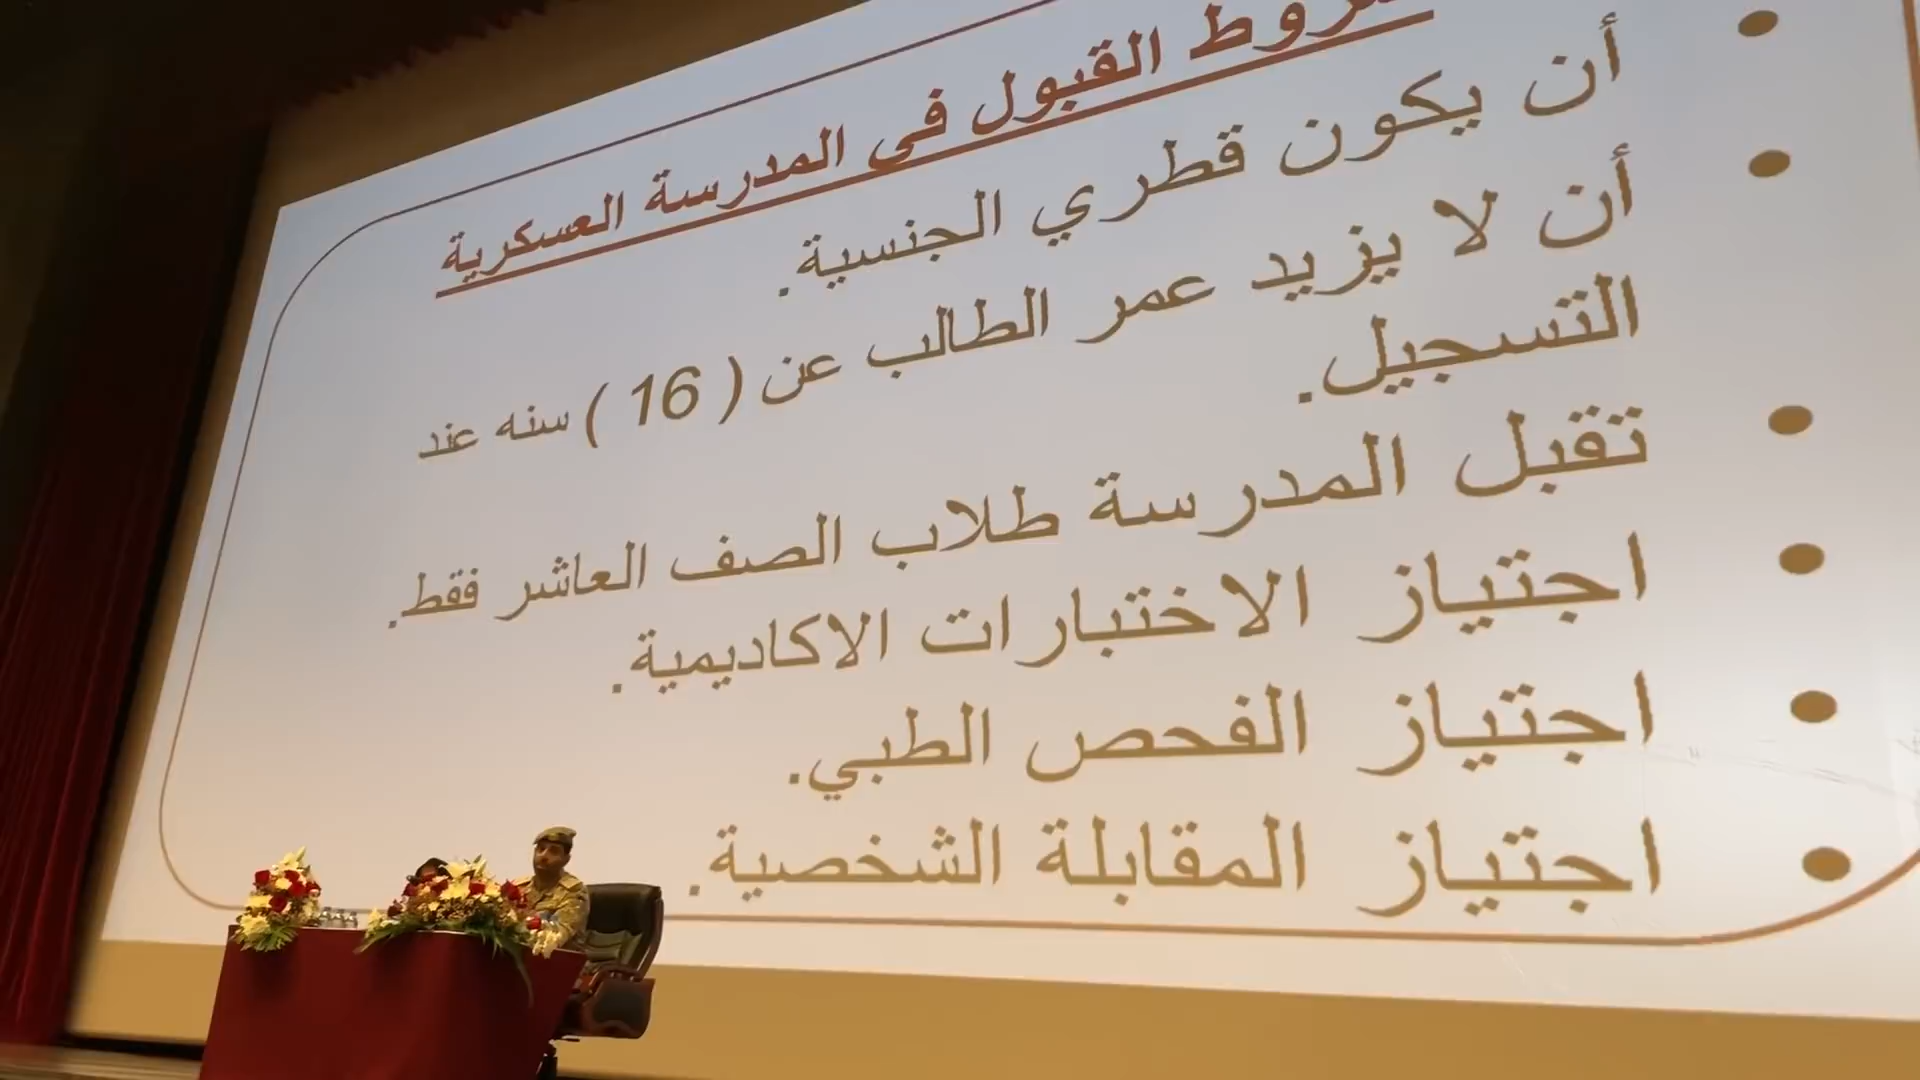 شروط القبول في المدرسة العسكرية
• أن يكون قطري الجنسية.
• أن لا يزيد عمر الطالب عن ( 16 ) سنه عند
التسجيل.
• تقبل المدرسة طلاب الصف العاشر فقط.
• اجتياز الاختبارات الاكاديمية.
• اجتياز الفحص الطبي.
• اجتياز المقابلة الشخصية.